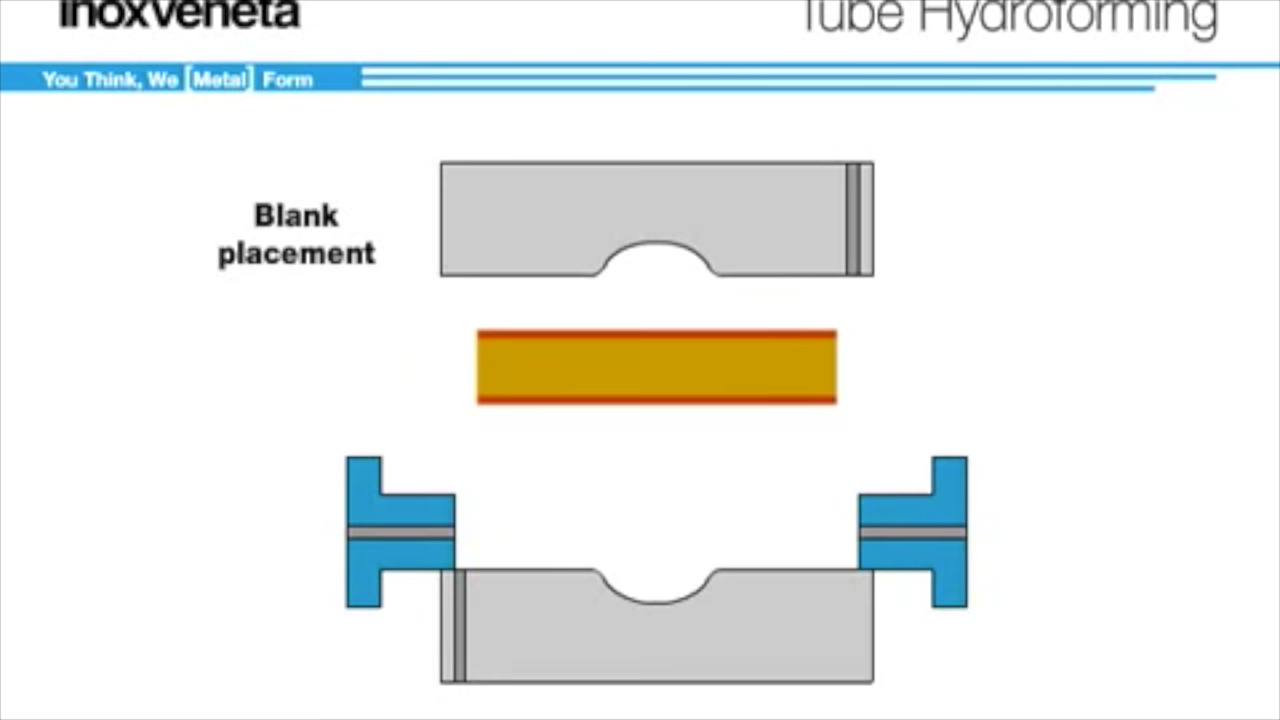 inoxveneta
Tube Hydroforming
You Think, We [Metal] Form
Blank
placement